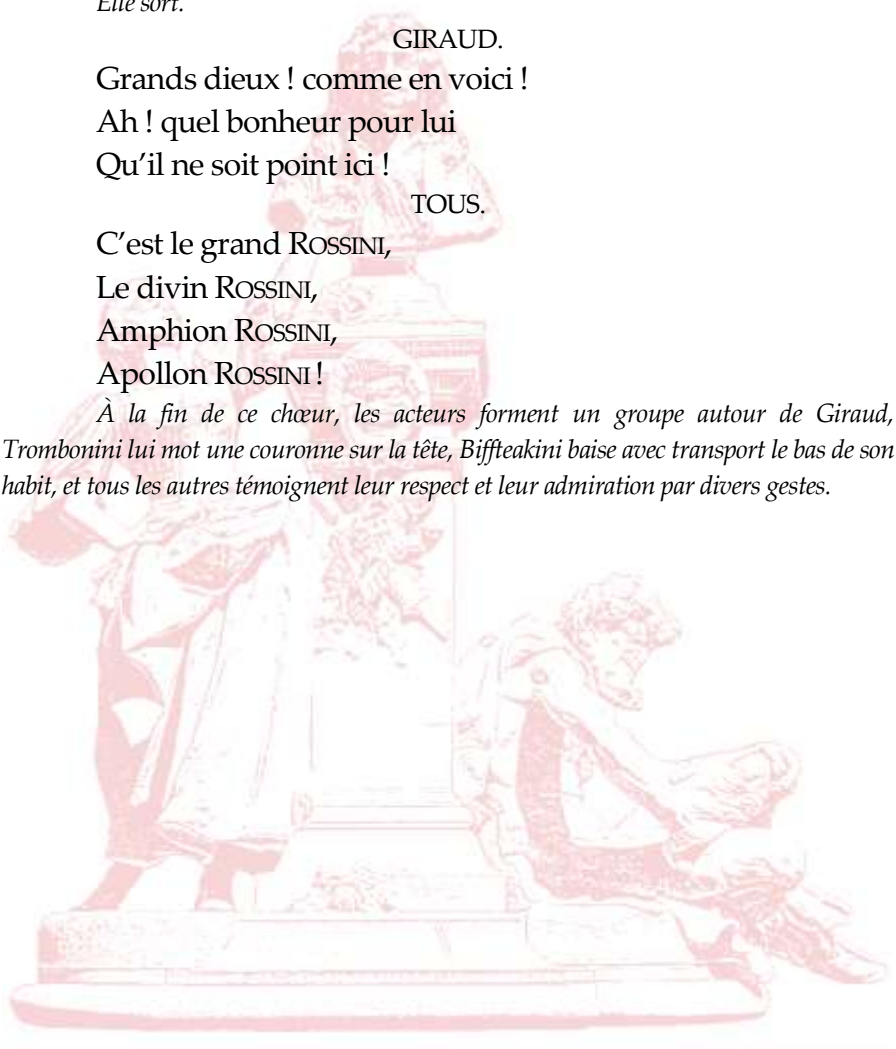 Elle sort.
GIRAUD.
Grands dieux ! comme en voici !
Ah ! quel bonheur pour lui
Qu’il ne soit point ici !
TOUS.
C’est le grand ROSSINI,
Le divin ROSSINI,
Amphion ROSSINI,
Apollon ROSSINI !
À la fin de ce chœur, les acteurs forment un groupe autour de Giraud,
Trombonini lui mot une couronne sur la tête, Biffteakini baise avec transport le bas de son
habit, et tous les autres témoignent leur respect et leur admiration par divers gestes.